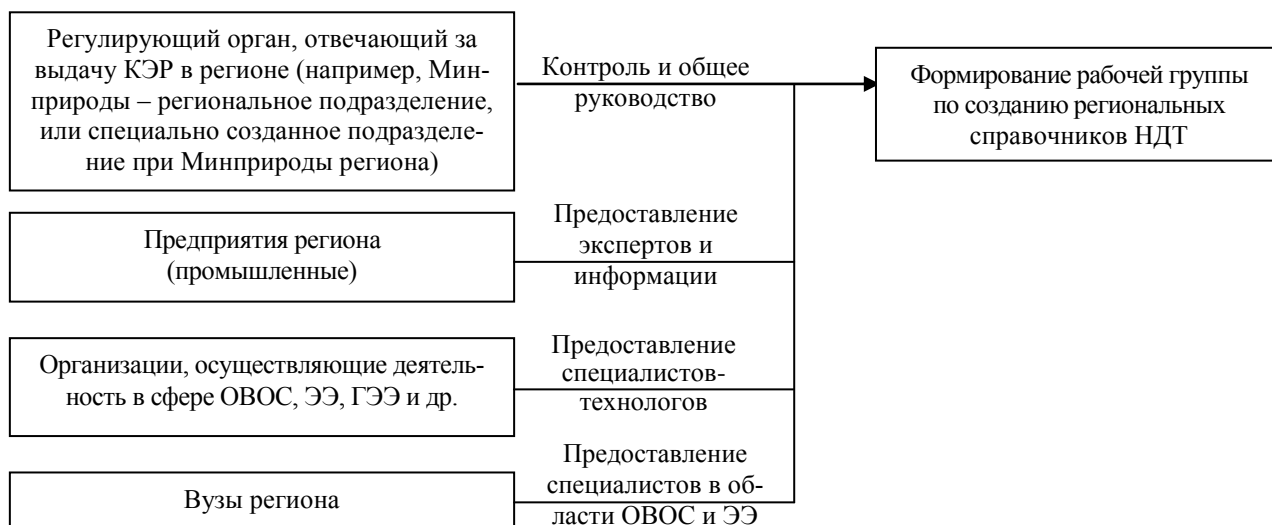 Регулирующий орган, отвечающий за
выдачу КЭР в регионе (например, Мин-
природы – региональное подразделение,
или специально созданное подразделе-
ние при Минприроды региона)
Контроль и общее
руководство
Формирование рабочей группы
по созданию региональных
справочников НДТ
Предприятия региона
(промышленные)
Предоставление
экспертов и
информации
Организации, осуществляющие деятель-
ность в сфере ОВОС, ЭЭ, ГЭЭ и др.
Предоставление
специалистов-
технологов
Вузы региона
Предоставление
специалистов в об-
ласти ОВОС и ЭЭ